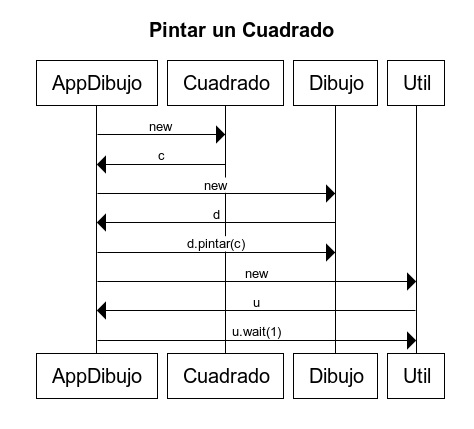 Pintar un Cuadrado
AppDibujo Cuadrado Dibujo Util
new
c
new
d
d.pintar(c)
new
u
u.wait(1)
AppDibujo Cuadrado Dibujo Util